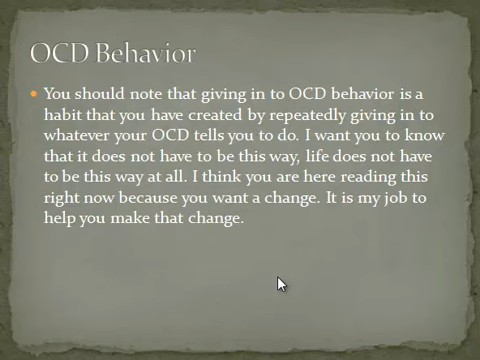 OCD Behavior
You should note that giving in to OCD behavior is a
habit that you have created by repeatedly giving in to
whatever your OCD tells you to do. I want you to know
that it does not have to be this way, life does not have
to be this way at all. I think you are here reading this
right now because you want a change. It is my job to
help you make that change.